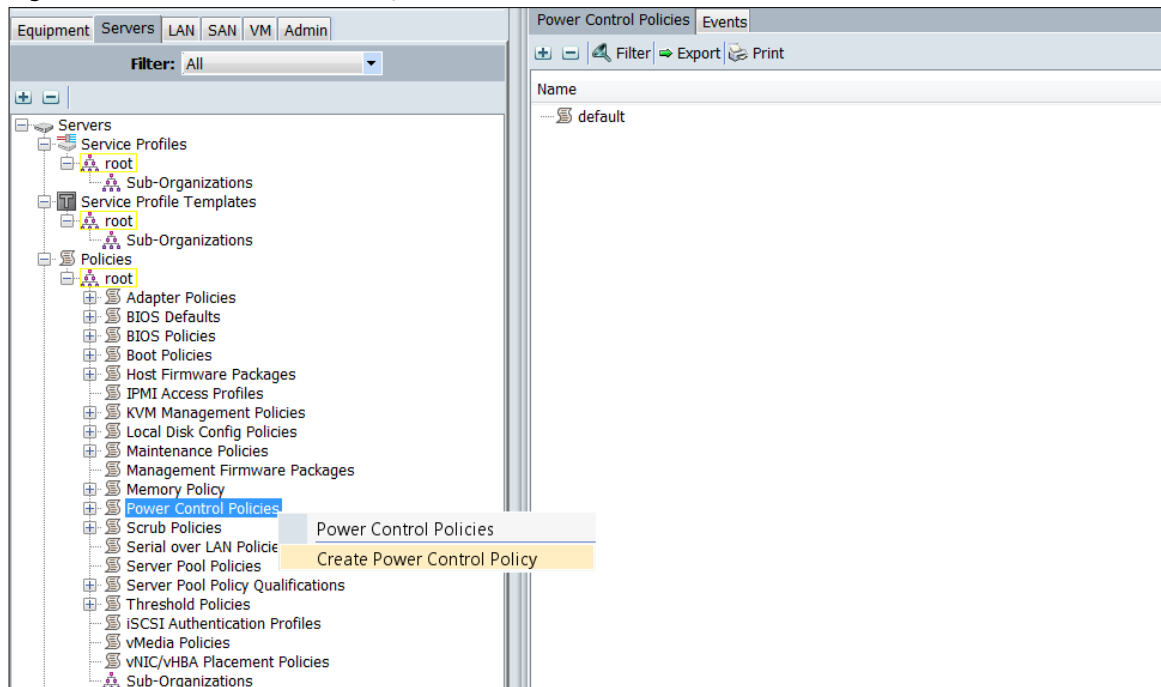 Equipment Servers LAN SAN VM Admin
Filter: All
Servers
Service Profiles
root
Sub-Organizations
Service Profile Templates
root
Sub-Organizations
Policies
root
Adapter Policies
BIOS Defaults
BIOS Policies
Boot Policies
Host Firmware Packages
IPMI Access Profiles
KVM Management Policies
Local Disk Config Policies
Maintenance Policies
Management Firmware Packages
Memory Policy
Power Control Policies
Scrub Policies
Serial over LAN Policie
Server Pool Policies
Server Pool Policy Qualifications
Threshold Policies
iSCSI Authentication Profiles
vMedia Policies
vNIC/vHBA Placement Policies
Sub-Organizations
Power Control Policies
Create Power Control Policy
Power Control Policies Events
Filter Export Print
Name
default